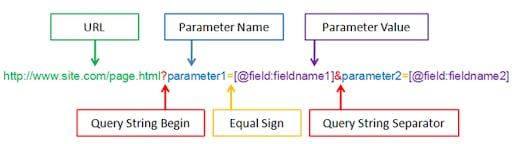 URL
Parameter Name
Parameter Value
http://www.site.com/page.html?parameter1=[@field:fieldname1]&parameter2=[@field:fieldname2]
Query String Begin
Equal Sign
Query String Separator